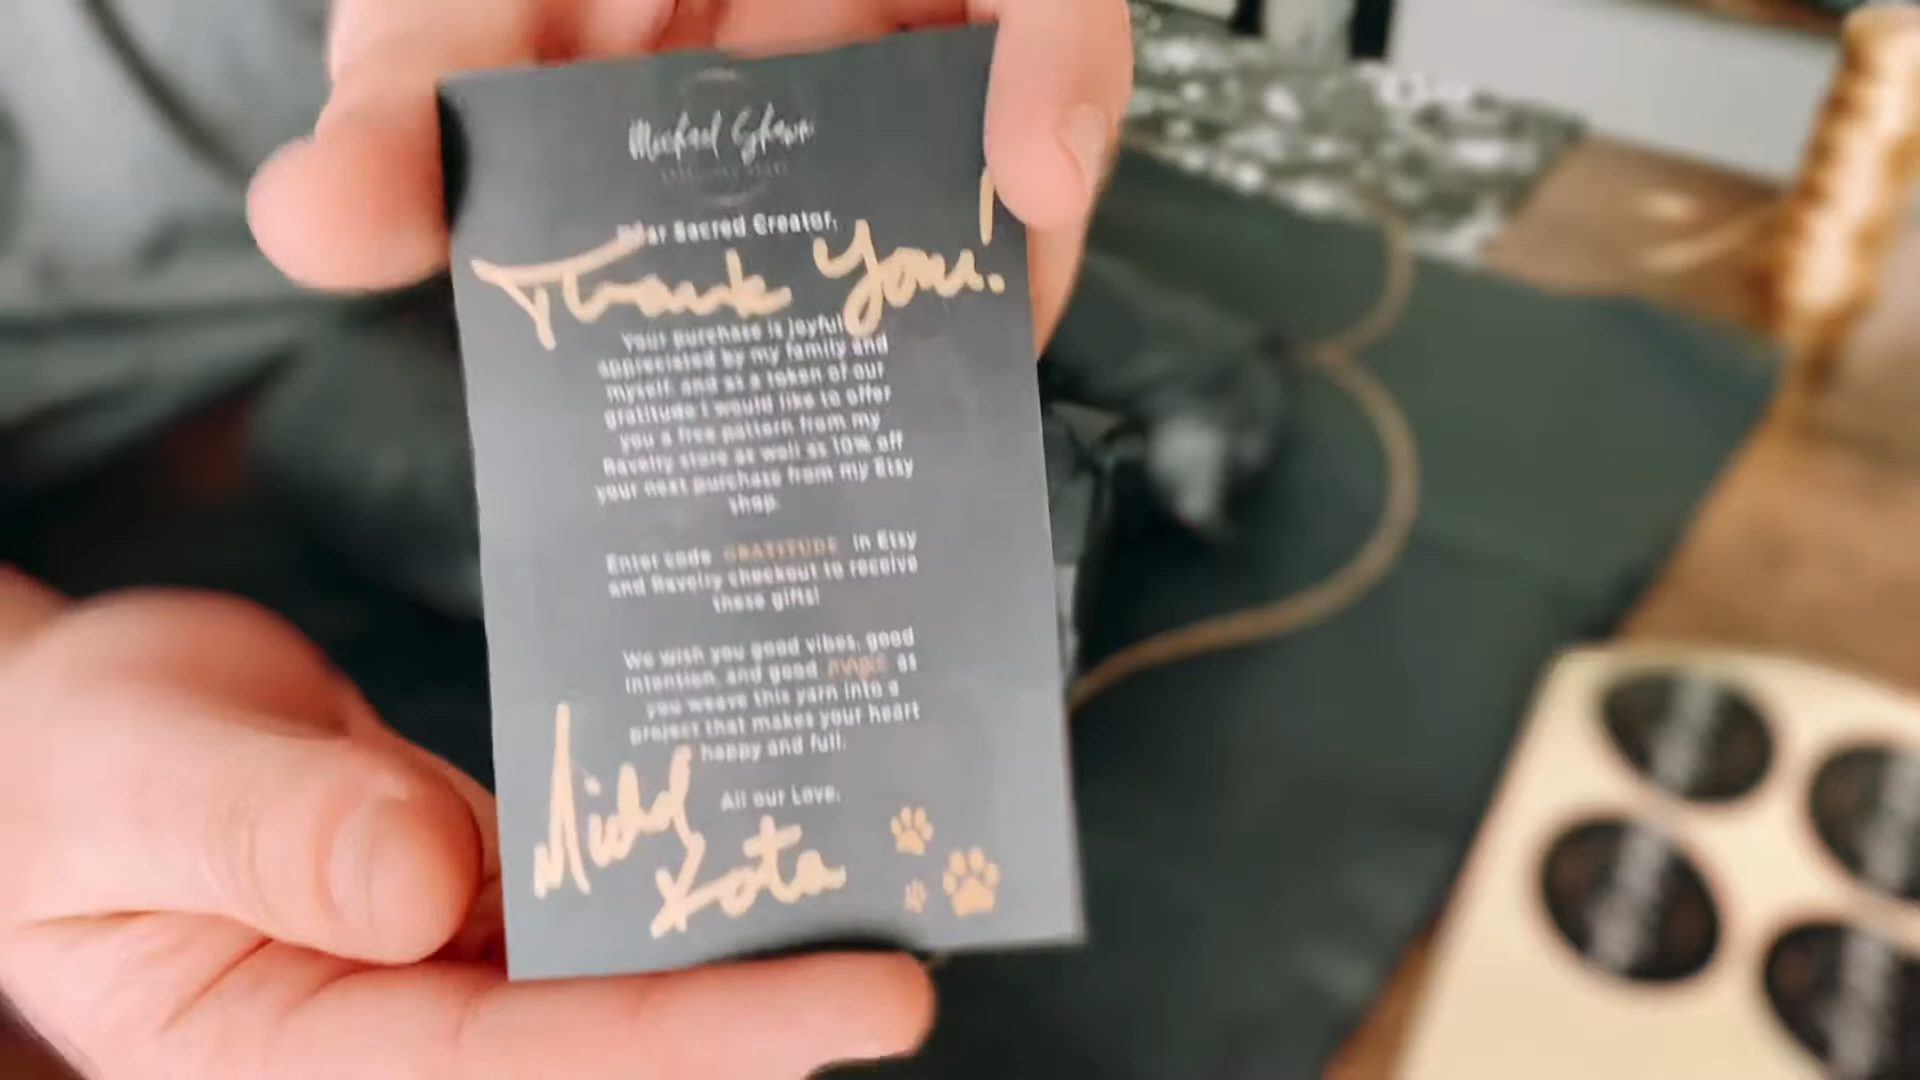 Michael Shawn
Dear Sacred Creator,
Thank You!
Your purchase is joyful
appreciated by my family and
myself, and as a token of our
gratitude I would like to offer
you a free pattern from my
Ravelry store as well as 10% off
your next purchase from my Etsy
shop.
Enter code GRATITUDE in Etsy
and Ravelry checkout to receive
these gifts!
We wish you good vibes, good
intention, and good MAGIC as
you weave this yarn into a
project that makes your heart
happy and full.
All our Love,
Kota